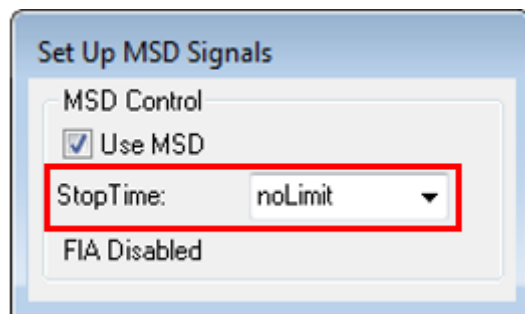 Set Up MSD Signals
MSD Control
Use MSD
StopTime: noLimit
FIA Disabled